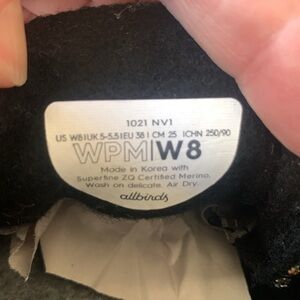 1021 NV1
US W8 | UK 5-5.5 | EU 38 | CM 25 | CHN 250/90
WPM|W8
Made in Korea with
Superfine ZQ Certified Merino.
Wash on delicate. Air Dry.
allbirds